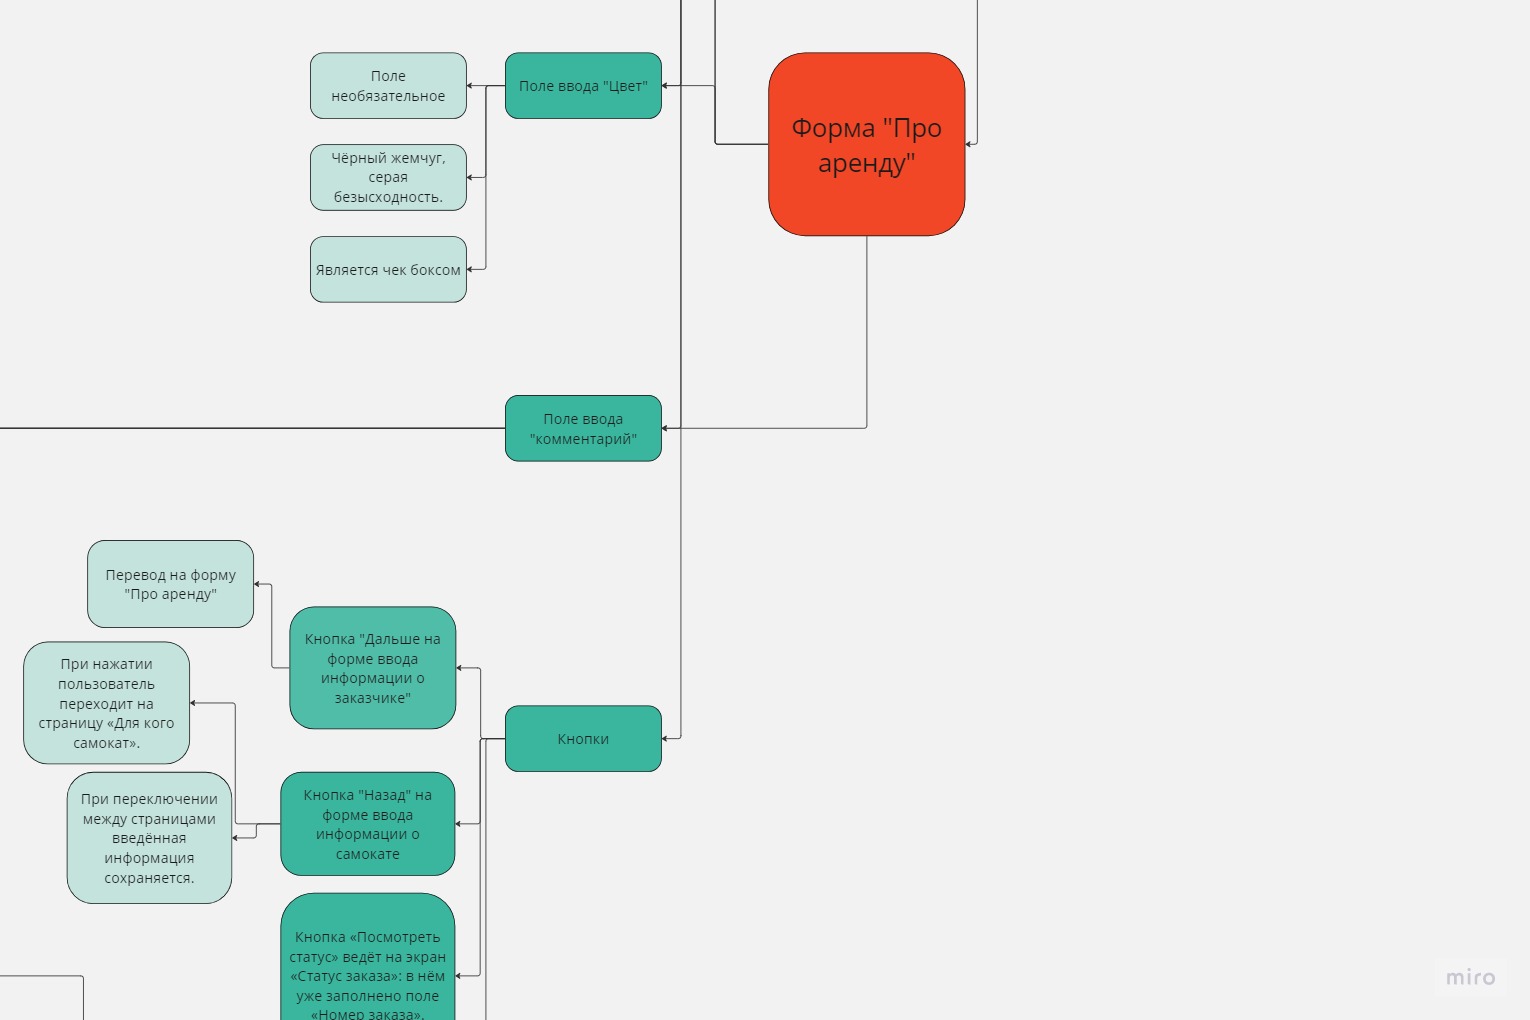 Поле
необязательное
Поле ввода "Цвет"
Форма "Про
аренду"
Чёрный жемчуг,
серая
безысходность.
Является чек боксом
Поле ввода
"комментарий"
Перевод на форму
"Про аренду"
Кнопка "Дальше на
форме ввода
информации о
заказчике"
При нажатии
пользователь
переходит на
страницу «Для кого
самокат».
Кнопки
Кнопка "Назад" на
форме ввода
информации о
самокате
При переключении
между страницами
введённая
информация
сохраняется.
Кнопка «Посмотреть
статус» ведёт на экран
«Статус заказа»: в нём
уже заполнено поле
«Номер заказа».
miro